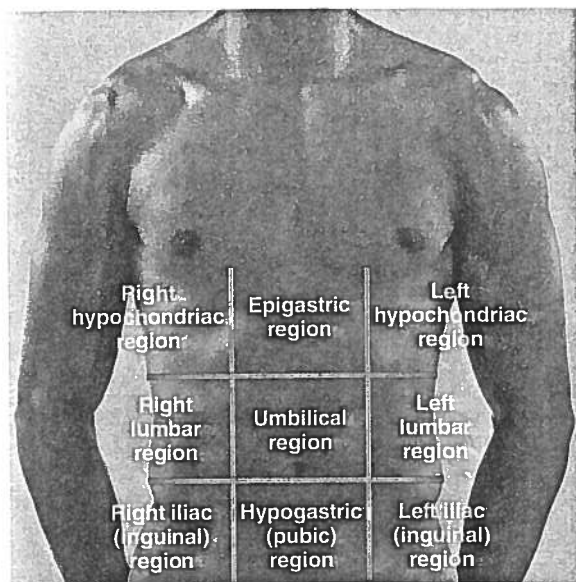 Right
hypochondriac
region
Epigastric
region
Left
hypochondriac
region
Right
lumbar
region
Umbilical
region
Left
lumbar
region
Right iliac
(inguinal)
region
Hypogastric
(pubic)
region
Left iliac
(inguinal)
region